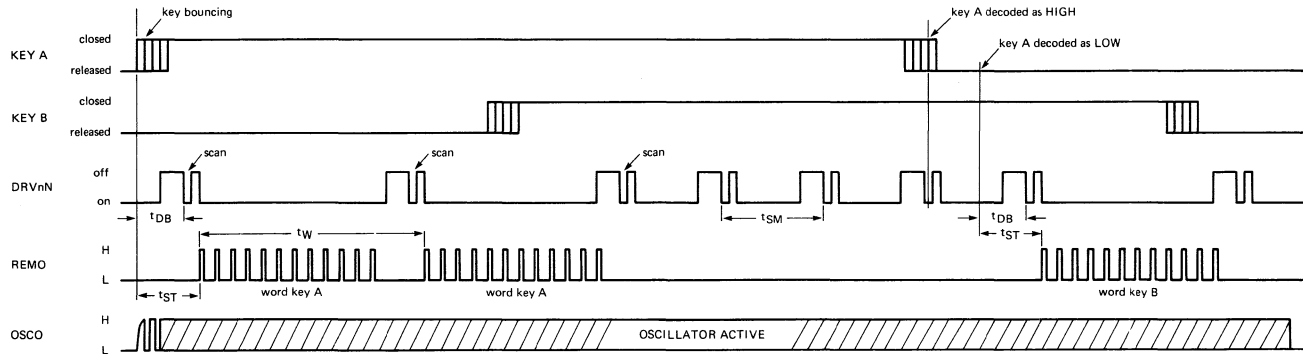 key bouncing
key A decoded as HIGH
key A decoded as LOW
KEY A
closed
released
KEY B
closed
released
scan
scan
scan
DRVnN
off
on
tDB
tSM
tDB
tW
tST
REMO
H
L
word key A
word key A
word key B
tST
OSCO
H
L
OSCILLATOR ACTIVE